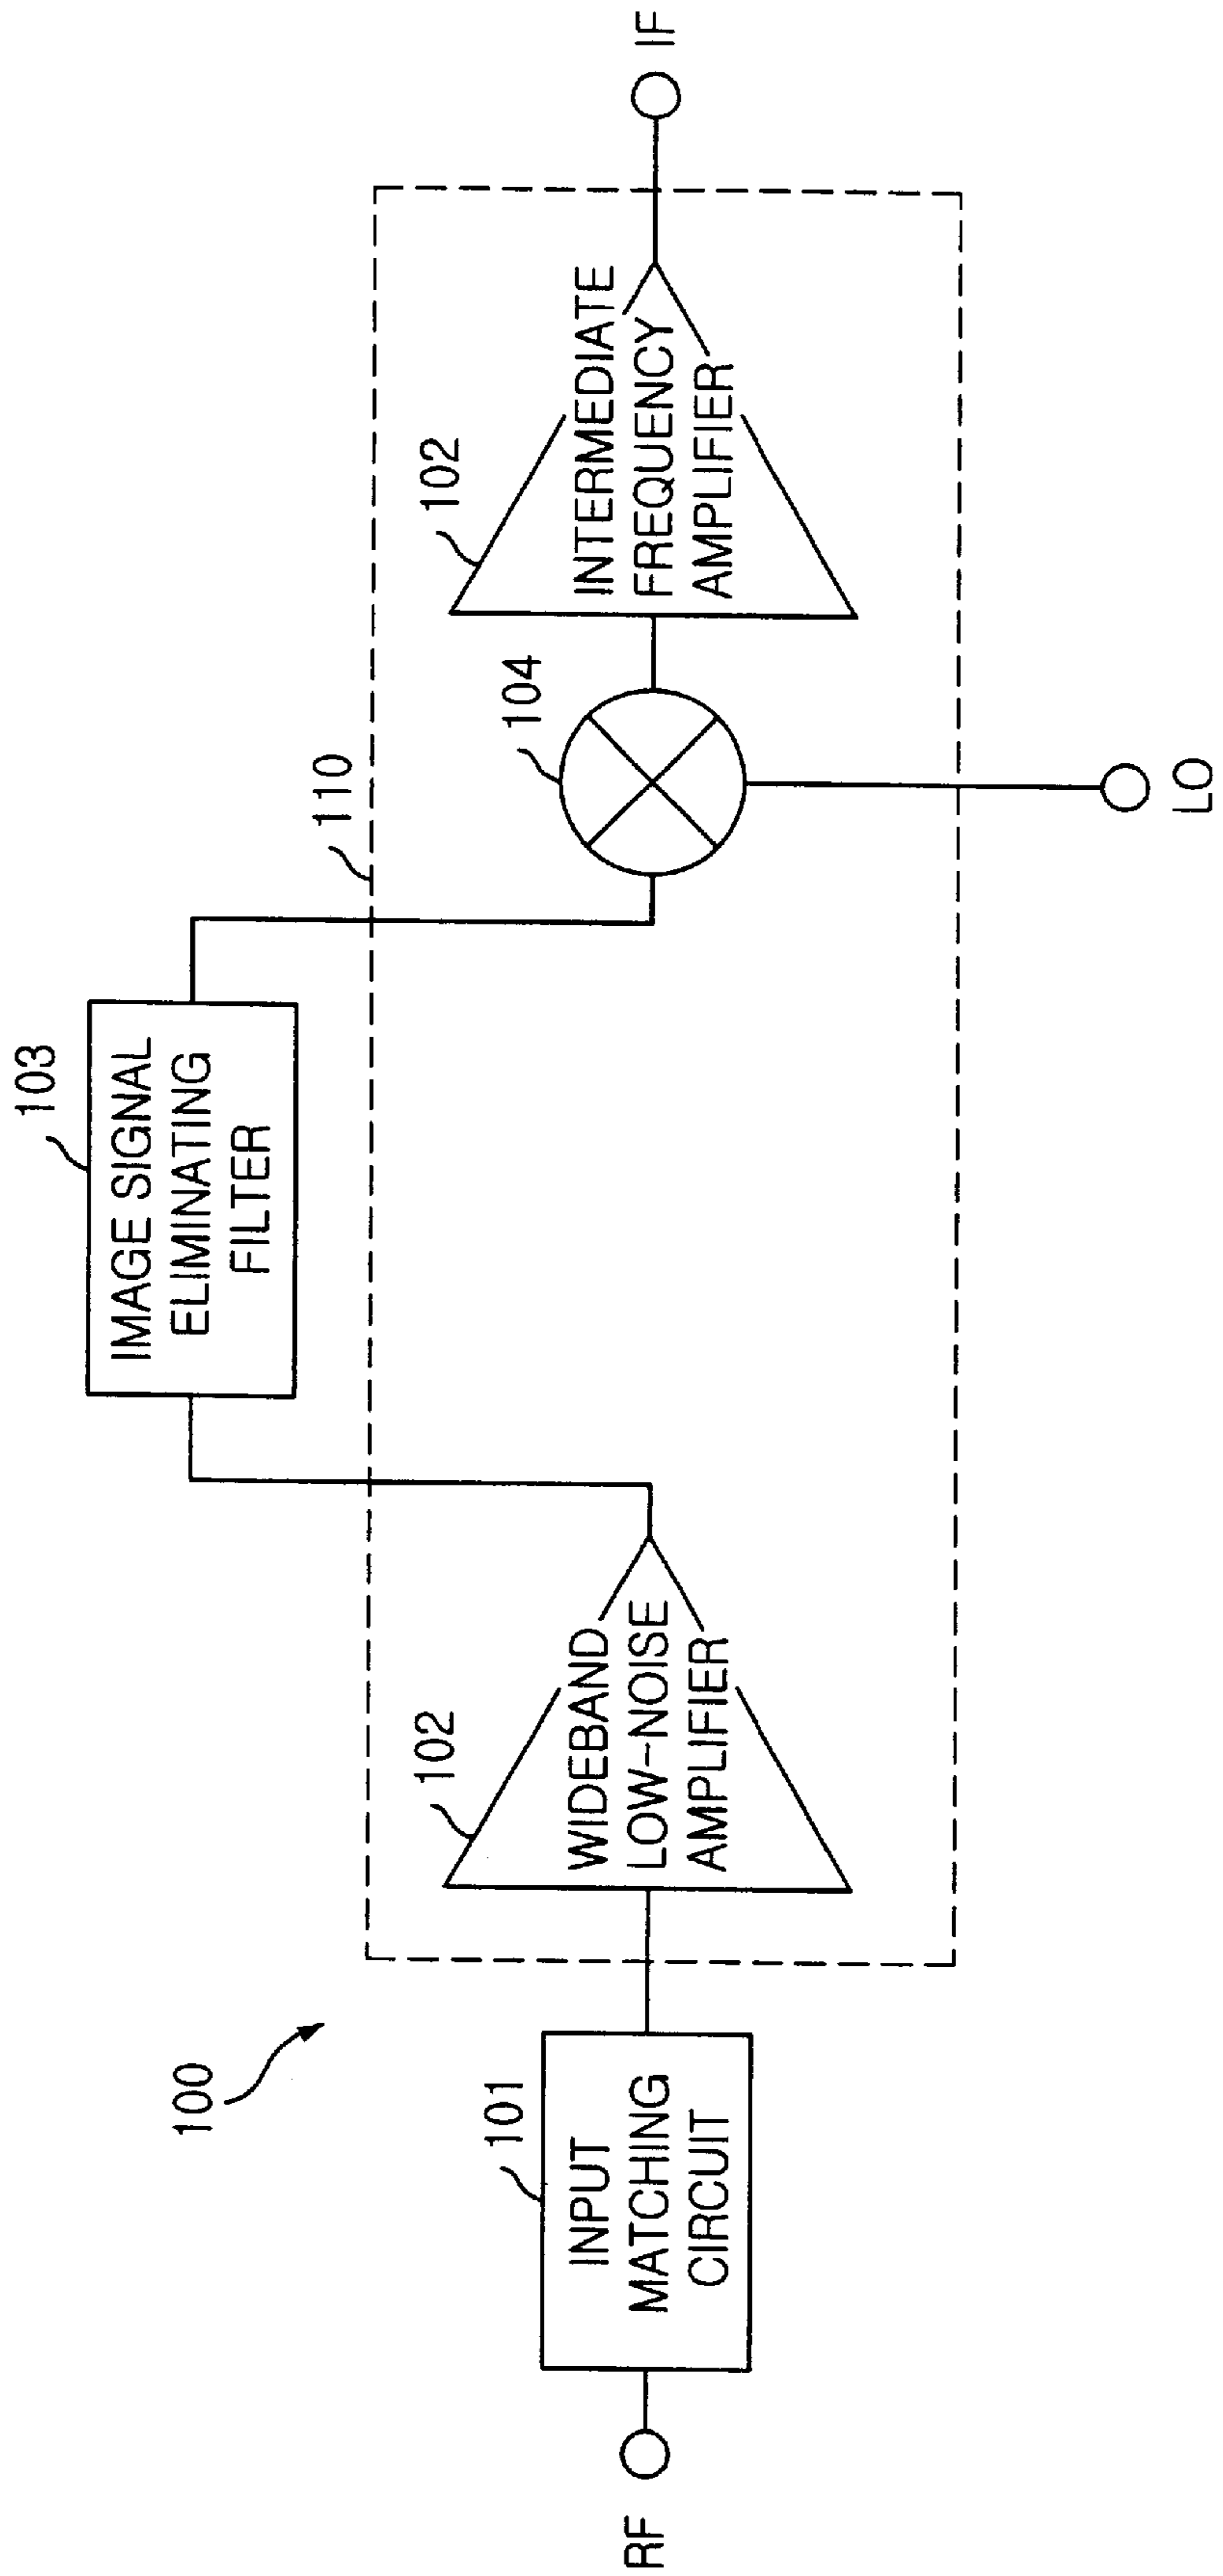 100
RF
101
INPUT
MATCHING
CIRCUIT
102
WIDEBAND
LOW-NOISE
AMPLIFIER
103
IMAGE SIGNAL
ELIMINATING
FILTER
110
104
LO
102
INTERMEDIATE
FREQUENCY
AMPLIFIER
IF